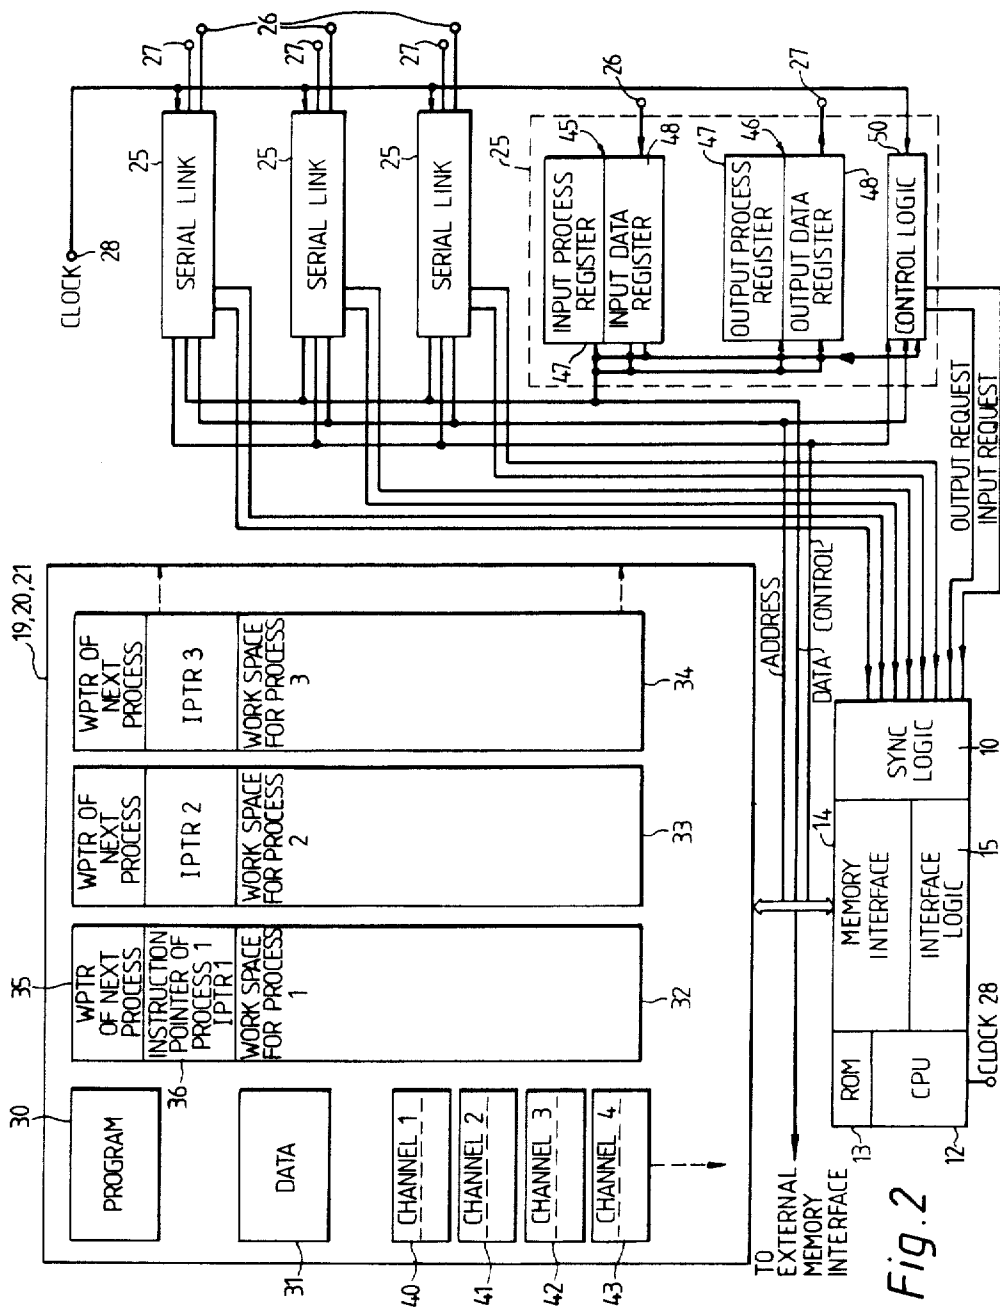 19,20,21
30
PROGRAM
DATA
31
CHANNEL 1
40
CHANNEL 2
41
CHANNEL 3
42
CHANNEL 4
43
35
WPTR
OF NEXT
PROCESS
INSTRUCTION
POINTER OF
PROCESS 1
IPTR1
36
WORK SPACE
FOR PROCESS
1
32
WPTR OF
NEXT
PROCESS
IPTR 2
WORK SPACE
FOR PROCESS
2
33
WPTR OF
NEXT
PROCESS
IPTR 3
WORK SPACE
FOR PROCESS
3
34
CLOCK
28
25
SERIAL LINK
27
26
25
SERIAL LINK
27
25
SERIAL LINK
27
25
INPUT PROCESS
REGISTER
45
47
INPUT DATA
REGISTER
48
26
OUTPUT PROCESS
REGISTER
47
46
OUTPUT DATA
REGISTER
48
27
50
CONTROL LOGIC
OUTPUT REQUEST
INPUT REQUEST
ADDRESS
DATA
CONTROL
TO
EXTERNAL
MEMORY
INTERFACE
13
ROM
12
CPU
CLOCK 28
14
MEMORY
INTERFACE
INTERFACE
LOGIC
15
SYNC
LOGIC
10
Fig. 2